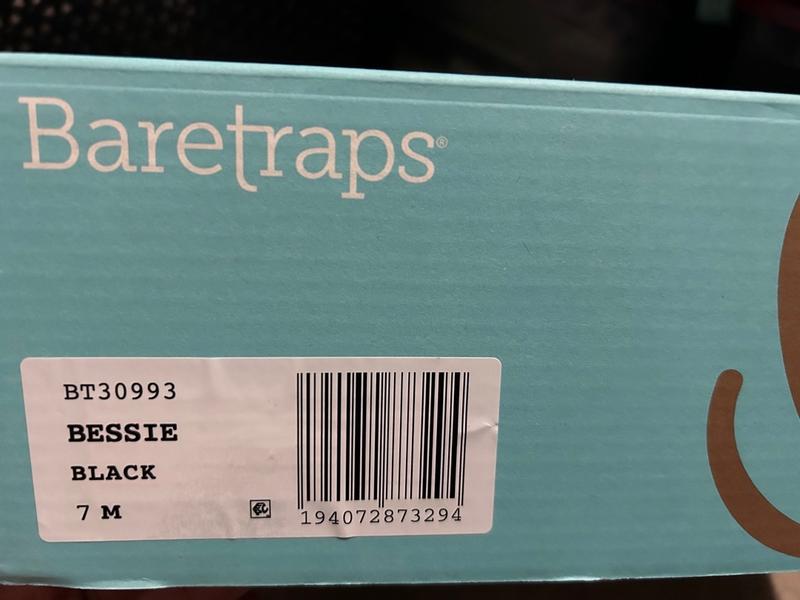 Baretraps®
BT30993
BESSIE
BLACK
7 M
194072873294